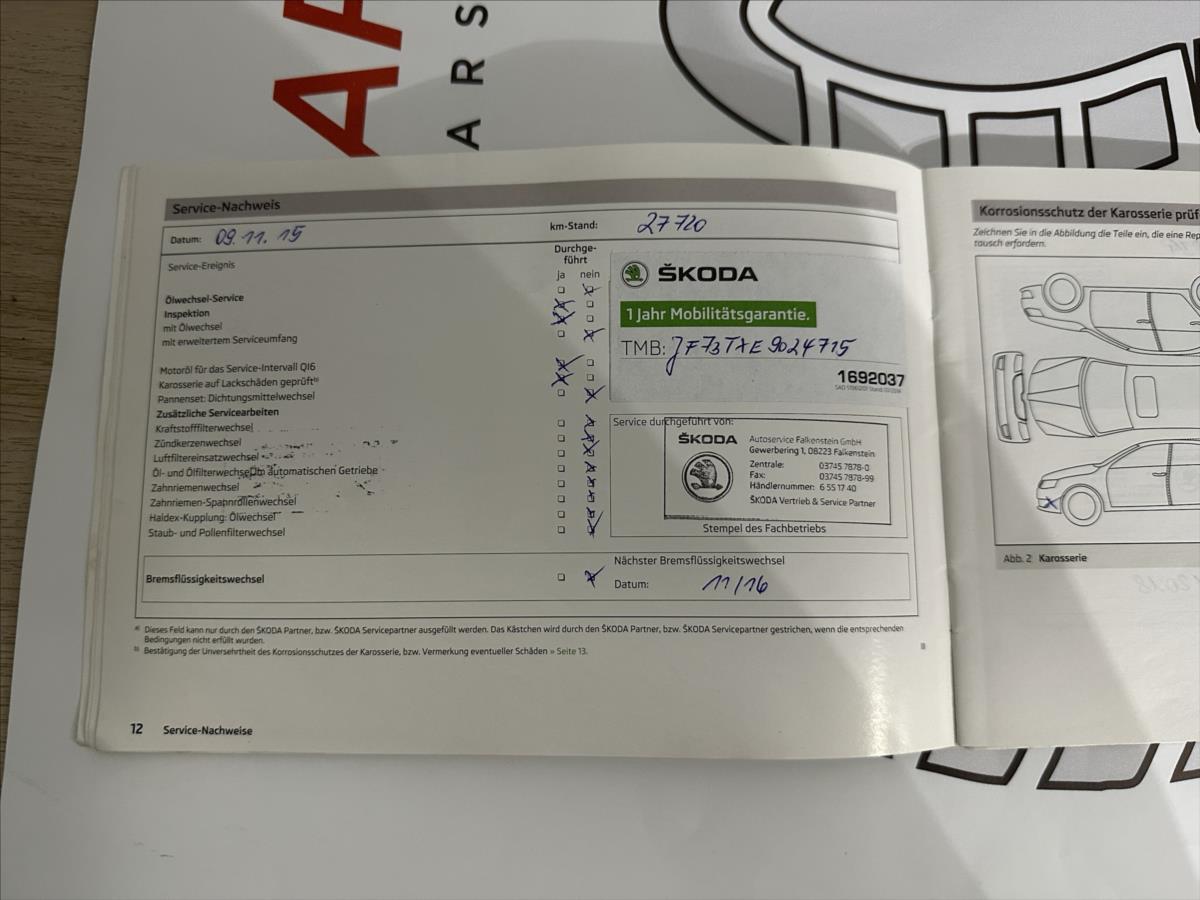 AR
ARS
Service-Nachweis
Datum: 09.11.15
km-Stand: 27720
Service-Ereignis
Durchge-
führt
ja nein
Ölwechsel-Service
Inspektion
mit Ölwechsel
mit erweitertem Serviceumfang
Motoröl für das Service-Intervall QI6
Karosserie auf Lackschäden geprüft b)
Pannenset: Dichtungsmittelwechsel
Zusätzliche Servicearbeiten
Kraftstofffilterwechsel
Zündkerzenwechsel
Luftfiltereinsatzwechsel
Öl- und Ölfilterwechsel im automatischen Getriebe
Zahnriemenwechsel
Zahnriemen-Spannrollenwechsel
Haldex-Kupplung: Ölwechsel
Staub- und Pollenfilterwechsel
ŠKODA
1 Jahr Mobilitätsgarantie.
TMB: JF73TXE9024715
1692037
Service durchgeführt von:
ŠKODA
Autoservice Falkenstein GmbH
Gewerbering 1, 08223 Falkenstein
Zentrale: 03745 7878-0
Fax: 03745 7878-99
Händlernummer: 6 55 17 40
ŠKODA Vertrieb & Service Partner
Stempel des Fachbetriebs
Bremsflüssigkeitswechsel
Nächster Bremsflüssigkeitswechsel
Datum: 11/16
a) Dieses Feld kann nur durch den ŠKODA Partner, bzw. ŠKODA Servicepartner ausgefüllt werden. Das Kästchen wird durch den ŠKODA Partner, bzw. ŠKODA Servicepartner gestrichen, wenn die entsprechenden
Bedingungen nicht erfüllt wurden.
b) Bestätigung der Unversehrtheit des Korrosionsschutzes der Karosserie, bzw. Vermerkung eventueller Schäden » Seite 13.
12 Service-Nachweise
Korrosionsschutz der Karosserie prüf
Zeichnen Sie in die Abbildung die Teile ein, die eine Rep
tausch erfordern.
Abb. 2 Karosserie